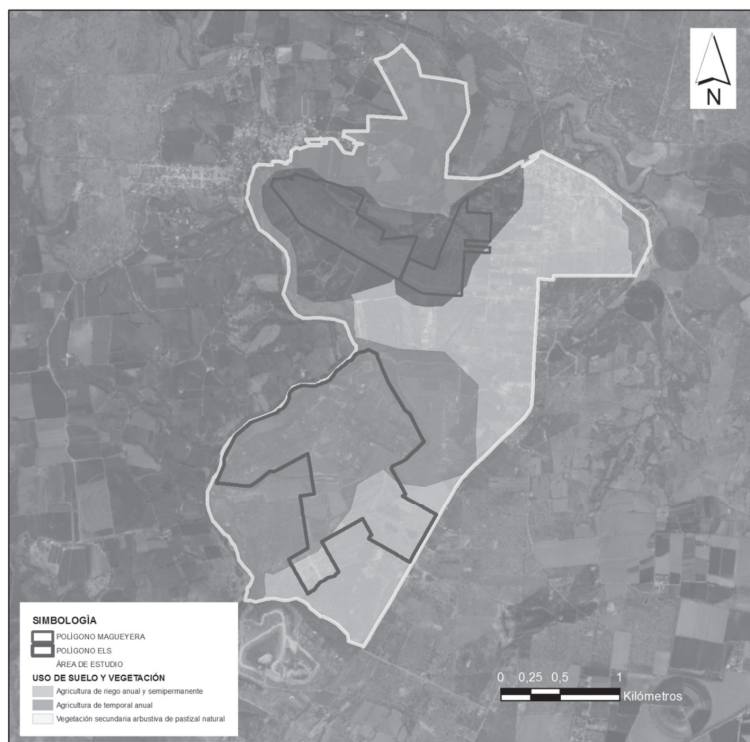 N
SIMBOLOGÌA
POLÍGONO MAGUEYERA
POLÍGONO ELS
ÁREA DE ESTUDIO
USO DE SUELO Y VEGETACIÓN
Agricultura de riego anual y semipermanente
Agricultura de temporal anual
Vegetación secundaria arbustiva de pastizal natural
0 0,25 0,5 1
Kilómetros